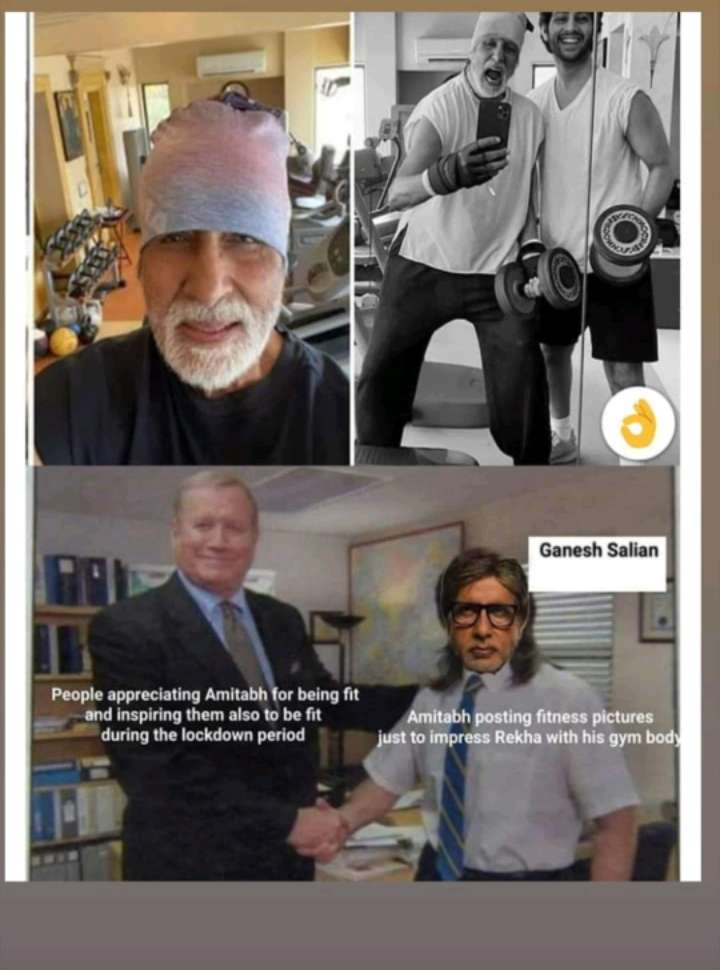 Ganesh Salian
People appreciating Amitabh for being fit
and inspiring them also to be fit
during the lockdown period
Amitabh posting fitness pictures
just to impress Rekha with his gym body